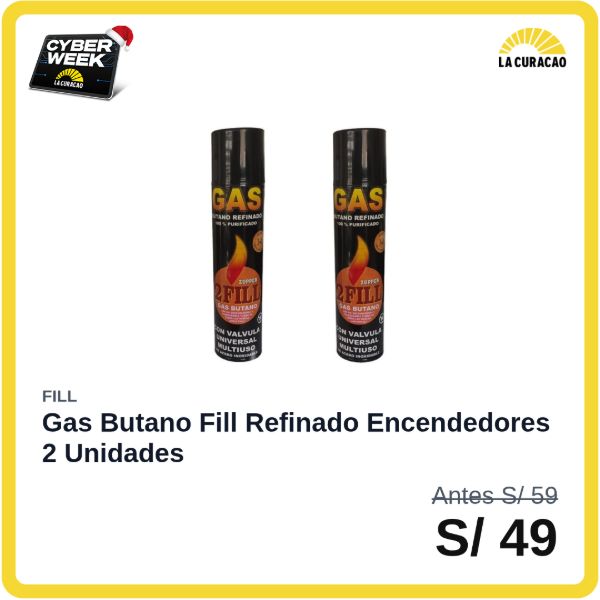 CYBER
WEEK
LA CURACAO
LA CURACAO
GAS
BUTANO REFINADO
100 % PURIFICADO
ZUPPER
2 FILL
GAS BUTANO
CON VALVULA
UNIVERSAL
MULTIUSO
GAS
BUTANO REFINADO
100 % PURIFICADO
ZUPPER
2 FILL
GAS BUTANO
CON VALVULA
UNIVERSAL
MULTIUSO
FILL
Gas Butano Fill Refinado Encendedores
2 Unidades
Antes S/ 59
S/ 49